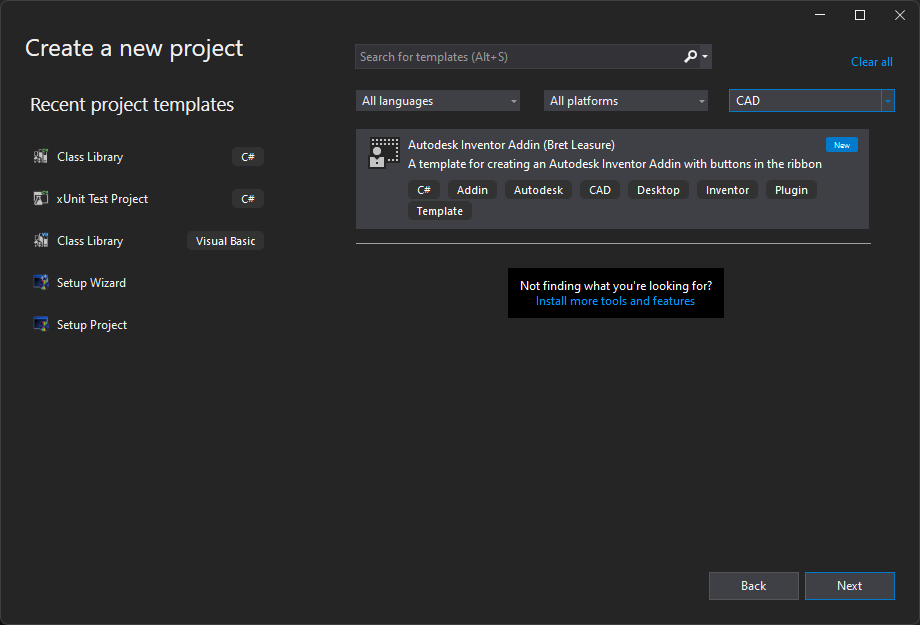 Create a new project
Search for templates (Alt+S)
Clear all
Recent project templates
All languages
All platforms
CAD
Class Library
C#
xUnit Test Project
C#
Class Library
Visual Basic
Setup Wizard
Setup Project
Autodesk Inventor Addin (Bret Leasure)
New
A template for creating an Autodesk Inventor Addin with buttons in the ribbon
C# Addin Autodesk CAD Desktop Inventor Plugin
Template
Not finding what you're looking for?
Install more tools and features
Back
Next